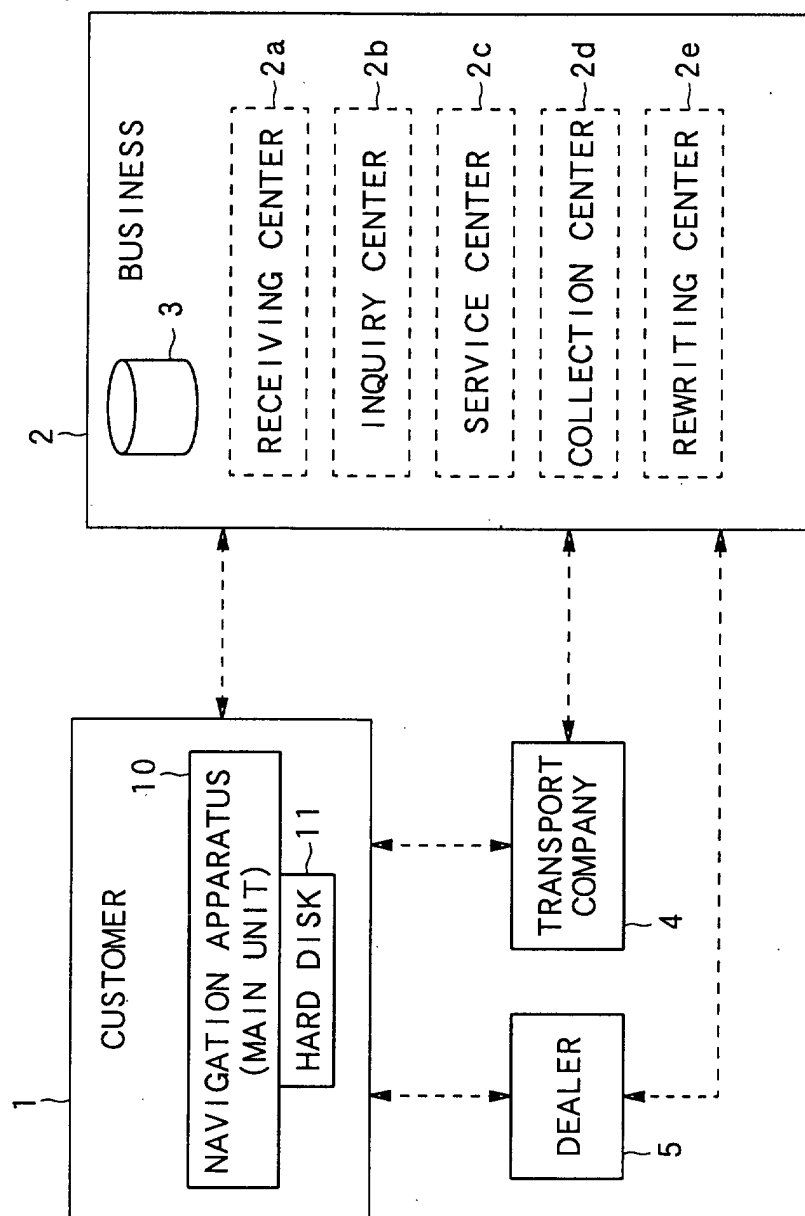 1
CUSTOMER
10
NAVIGATION APPARATUS
(MAIN UNIT)
HARD DISK
11
2
BUSINESS
3
RECEIVING CENTER
2a
INQUIRY CENTER
2b
SERVICE CENTER
2c
COLLECTION CENTER
2d
REWRITING CENTER
2e
DEALER
5
TRANSPORT
COMPANY
4